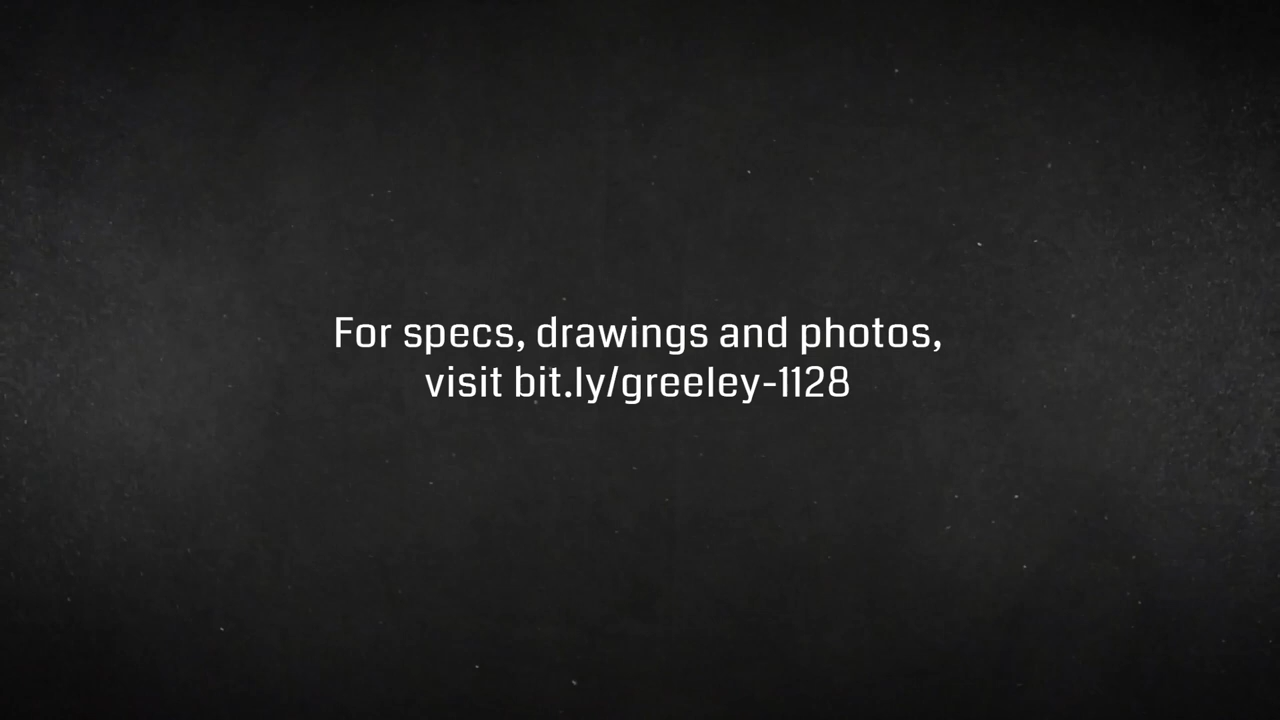 For specs, drawings and photos,
visit bit.ly/greeley-1128